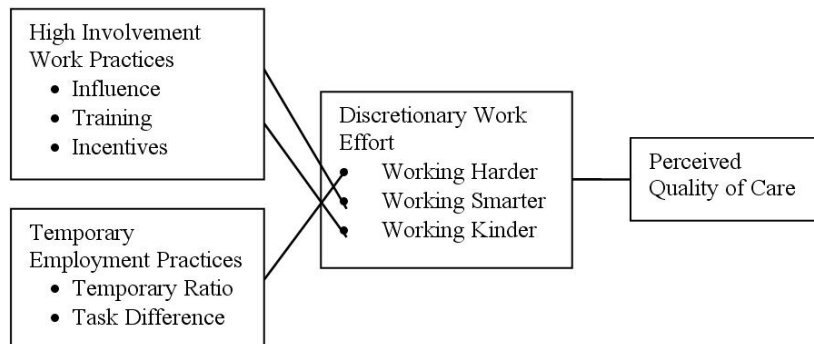 High Involvement
Work Practices
• Influence
• Training
• Incentives
Temporary
Employment Practices
• Temporary Ratio
• Task Difference
Discretionary Work
Effort
• Working Harder
• Working Smarter
• Working Kinder
Perceived
Quality of Care